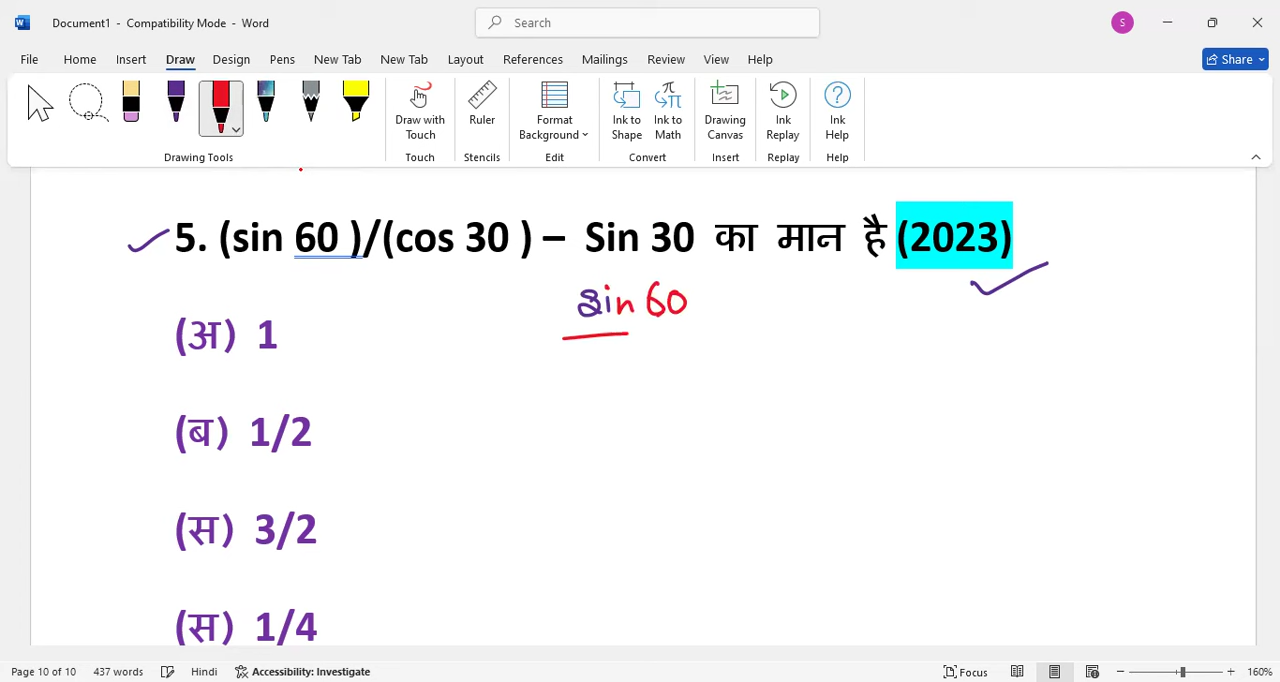 Document1 - Compatibility Mode - Word
Search
S
File Home Insert Draw Design Pens New Tab New Tab Layout References Mailings Review View Help
Share
Draw with Touch
Ruler
Format Background
Ink to Shape
Ink to Math
Drawing Canvas
Ink Replay
Ink Help
Drawing Tools Touch Stencils Edit Convert Insert Replay Help
5. (sin 60 )/(cos 30 ) – Sin 30 का मान है (2023)
sin 60
(अ) 1
(ब) 1/2
(स) 3/2
(स) 1/4
Page 10 of 10 437 words Hindi Accessibility: Investigate Focus 160%